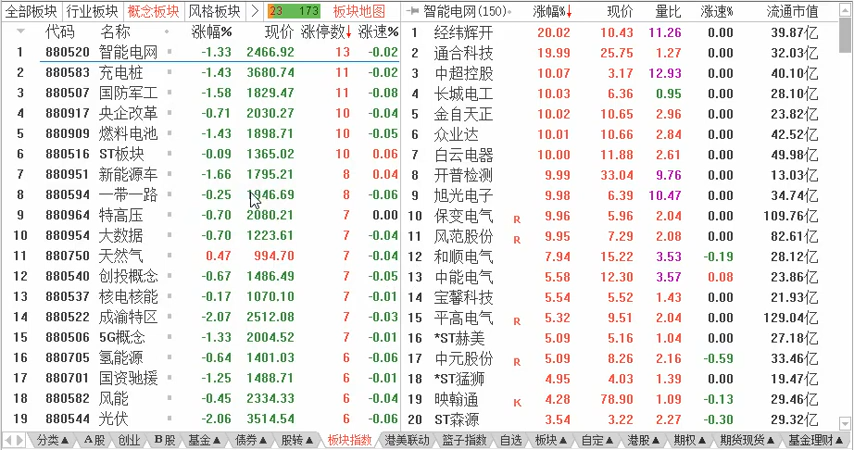 全部板块 行业板块 概念板块 风格板块 23 173 板块地图
代码 名称 涨幅% 现价 涨停数↓ 涨速%
1 880520 智能电网 -1.33 2466.92 13 -0.02
2 880583 充电桩 -1.43 3680.74 11 -0.02
3 880507 国防军工 -1.58 1829.47 11 -0.08
4 880917 央企改革 -0.71 2030.27 10 -0.04
5 880909 燃料电池 -1.43 1898.71 10 -0.05
6 880516 ST板块 -0.09 1365.02 10 0.06
7 880951 新能源车 -1.66 1795.21 8 0.04
8 880594 一带一路 -0.25 946.69 8 -0.06
9 880964 特高压 -0.70 2080.21 7 0.00
10 880954 大数据 -0.70 1223.61 7 -0.04
11 880750 天然气 0.47 994.70 7 -0.04
12 880540 创投概念 -0.67 1486.49 7 -0.05
13 880537 核电核能 -0.17 1070.10 7 -0.01
14 880522 成渝特区 -2.07 2512.08 7 -0.03
15 880506 5G概念 -1.33 2004.52 7 -0.01
16 880705 氢能源 -0.64 1401.03 6 -0.06
17 880701 国资驰援 -1.25 1488.71 6 -0.01
18 880582 风能 -0.45 2334.33 6 -0.04
19 880544 光伏 -2.06 3514.54 6 -0.06
智能电网(150) 涨幅%↓ 现价 量比 涨速% 流通市值
1 经纬辉开 20.02 10.43 11.26 0.00 39.87亿
2 通合科技 19.99 25.75 1.27 0.00 32.03亿
3 中超控股 10.07 3.17 12.93 0.00 40.10亿
4 长城电工 10.03 6.36 0.95 0.00 28.10亿
5 金自天正 10.02 10.65 2.96 0.00 23.82亿
6 众业达 10.01 10.66 2.84 0.00 42.52亿
7 白云电器 10.00 11.88 2.61 0.00 49.98亿
8 开普检测 9.99 33.04 9.76 0.00 13.03亿
9 旭光电子 9.98 6.39 10.47 0.00 34.74亿
10 保变电气 R 9.96 5.96 2.04 0.00 109.76亿
11 风范股份 R 9.95 7.29 2.08 0.00 82.61亿
12 和顺电气 7.94 15.22 3.53 -0.19 28.12亿
13 中能电气 5.58 12.30 3.57 0.08 23.86亿
14 宝馨科技 5.54 5.52 1.43 0.00 21.93亿
15 平高电气 R 5.32 9.51 2.04 0.00 129.04亿
16 *ST赫美 5.09 5.16 1.04 0.00 27.18亿
17 中元股份 R 5.09 8.26 2.16 -0.59 33.46亿
18 *ST猛狮 4.95 4.03 1.39 0.00 19.47亿
19 映翰通 K 4.28 78.90 1.09 -0.13 29.46亿
20 ST森源 3.54 3.22 2.27 -0.30 29.32亿
分类▲ A股 创业 B股 基金▲ 债券▲ 股转▲ 板块指数 港美联动 篮子指数 自选 板块▲ 自定▲ 港股▲ 期权▲ 期货现货▲ 基金理财▲